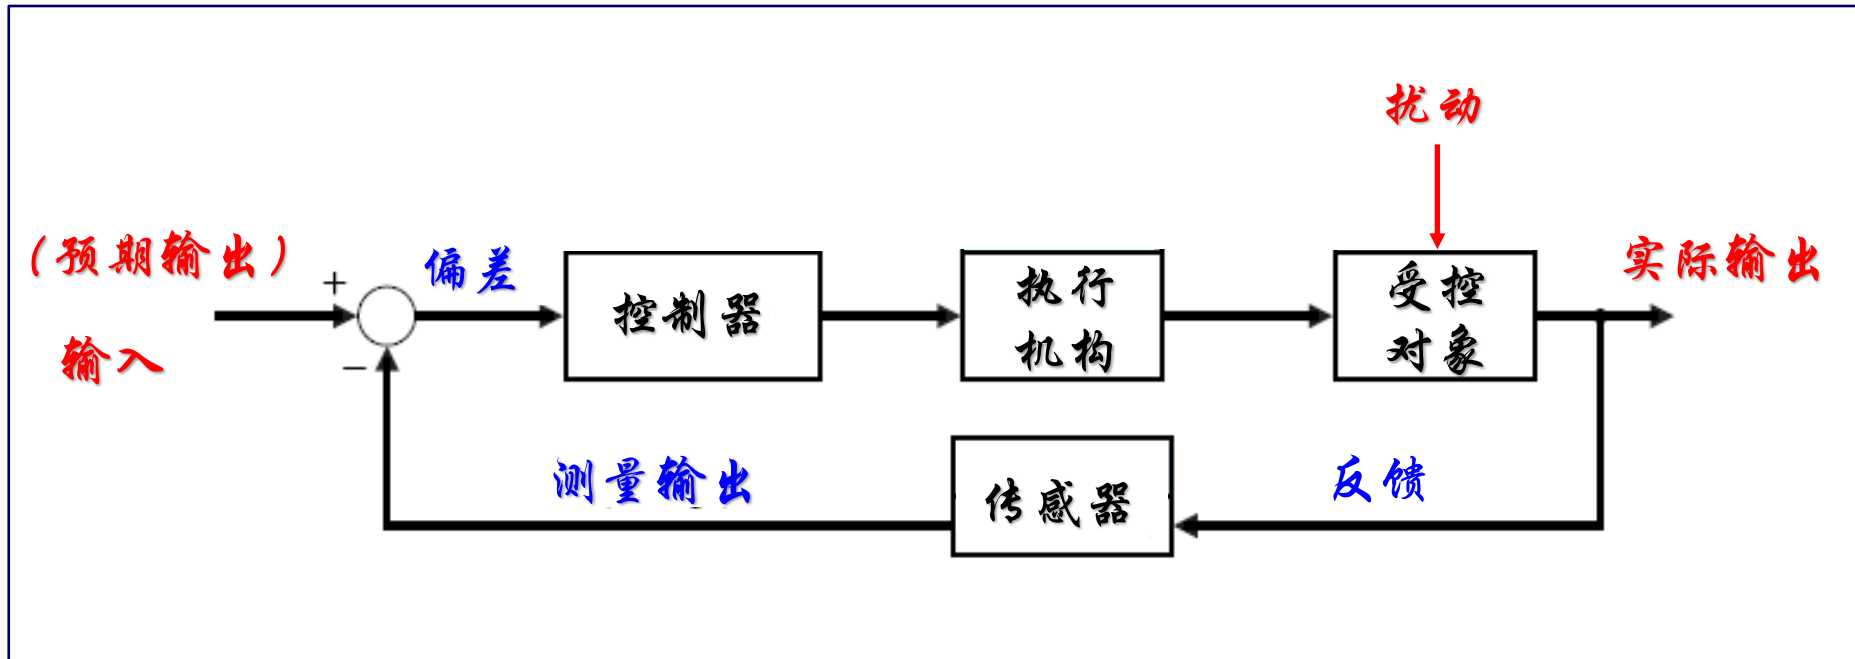 扰动
(预期输出)
输入
+
−
偏差
控制器
执行
机构
受控
对象
实际输出
测量输出
传感器
反馈